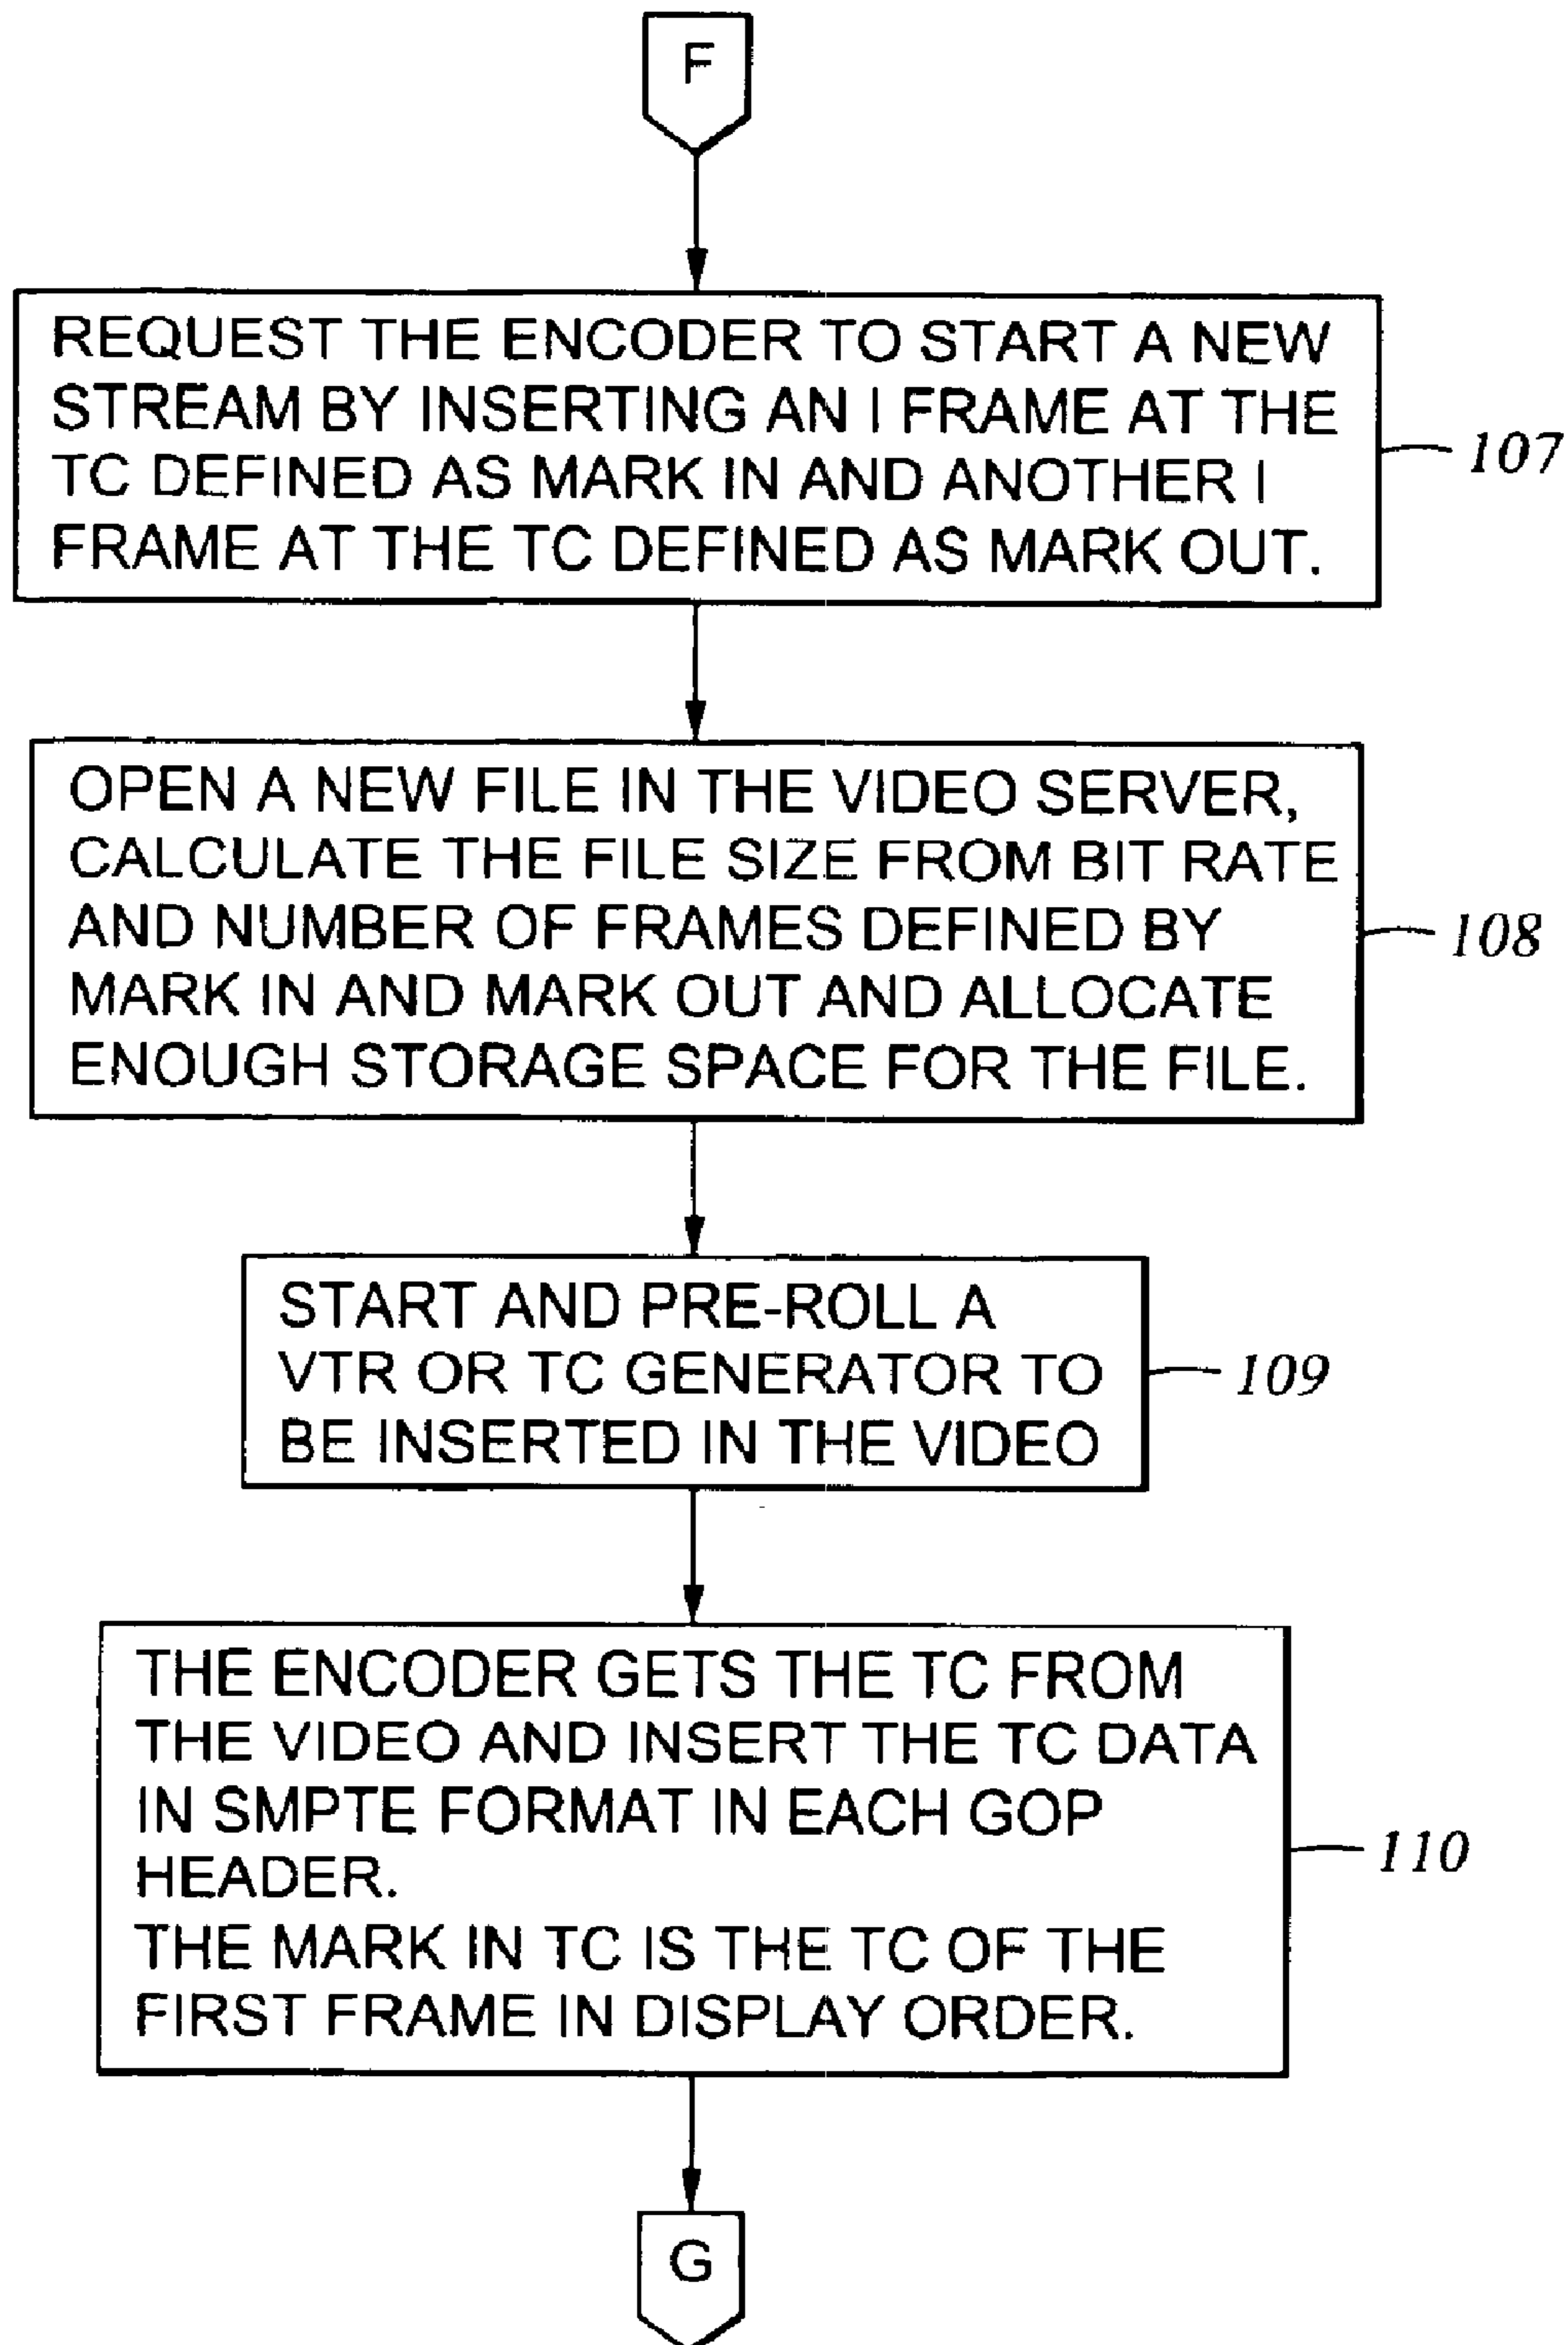 F
REQUEST THE ENCODER TO START A NEW
STREAM BY INSERTING AN I FRAME AT THE
TC DEFINED AS MARK IN AND ANOTHER I
FRAME AT THE TC DEFINED AS MARK OUT.
107
OPEN A NEW FILE IN THE VIDEO SERVER,
CALCULATE THE FILE SIZE FROM BIT RATE
AND NUMBER OF FRAMES DEFINED BY
MARK IN AND MARK OUT AND ALLOCATE
ENOUGH STORAGE SPACE FOR THE FILE.
108
START AND PRE-ROLL A
VTR OR TC GENERATOR TO
BE INSERTED IN THE VIDEO
109
THE ENCODER GETS THE TC FROM
THE VIDEO AND INSERT THE TC DATA
IN SMPTE FORMAT IN EACH GOP
HEADER.
THE MARK IN TC IS THE TC OF THE
FIRST FRAME IN DISPLAY ORDER.
110
G